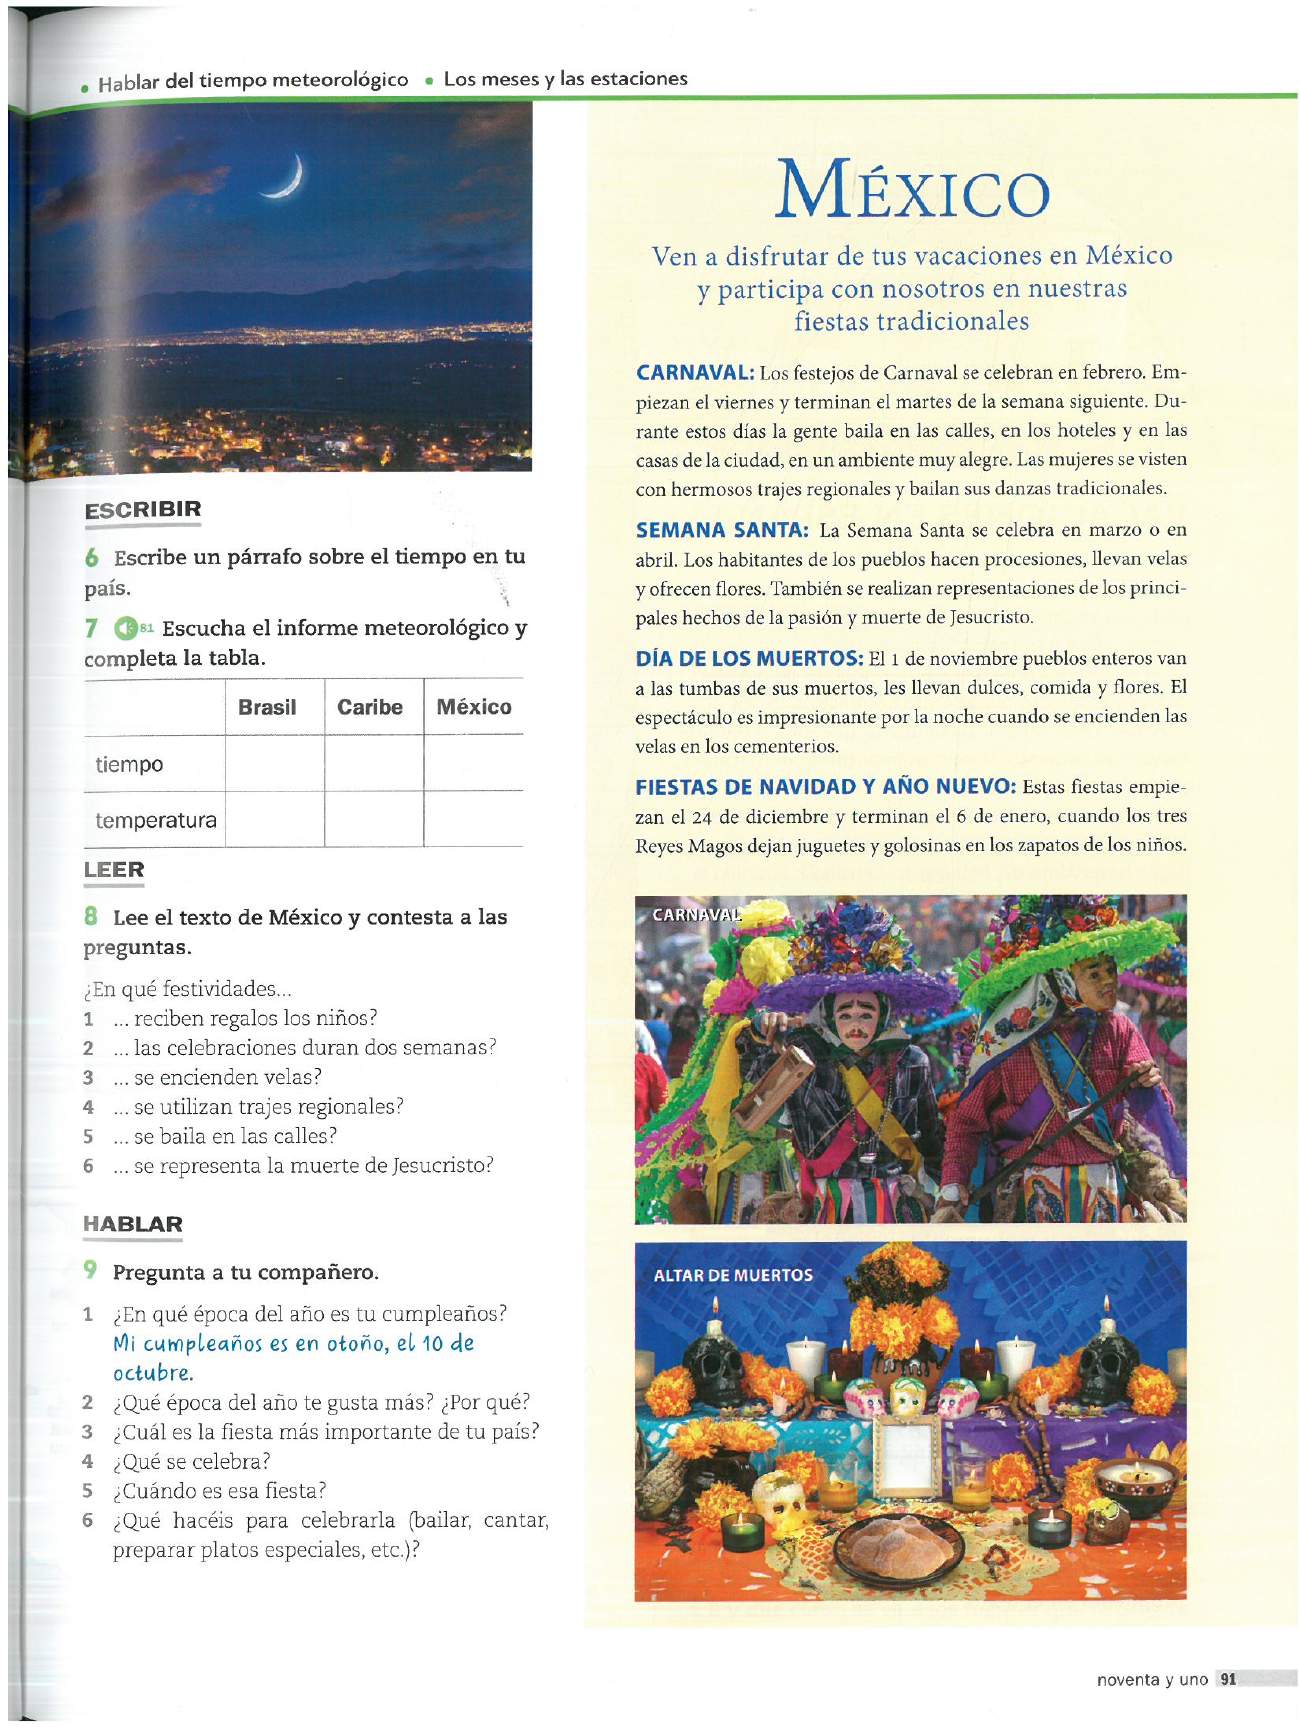 • Hablar del tiempo meteorológico • Los meses y las estaciones
ESCRIBIR
6 Escribe un párrafo sobre el tiempo en tu
país.
7 81 Escucha el informe meteorológico y
completa la tabla.
Brasil Caribe México
tiempo
temperatura
LEER
8 Lee el texto de México y contesta a las
preguntas.
¿En qué festividades...
1 ... reciben regalos los niños?
2 ... las celebraciones duran dos semanas?
3 ... se encienden velas?
4 ... se utilizan trajes regionales?
5 ... se baila en las calles?
6 ... se representa la muerte de Jesucristo?
HABLAR
9 Pregunta a tu compañero.
1 ¿En qué época del año es tu cumpleaños?
Mi cumpleaños es en otoño, el 10 de
octubre.
2 ¿Qué época del año te gusta más? ¿Por qué?
3 ¿Cuál es la fiesta más importante de tu país?
4 ¿Qué se celebra?
5 ¿Cuándo es esa fiesta?
6 ¿Qué hacéis para celebrarla (bailar, cantar,
preparar platos especiales, etc.)?
MÉXICO
Ven a disfrutar de tus vacaciones en México
y participa con nosotros en nuestras
fiestas tradicionales
CARNAVAL: Los festejos de Carnaval se celebran en febrero. Em-
piezan el viernes y terminan el martes de la semana siguiente. Du-
rante estos días la gente baila en las calles, en los hoteles y en las
casas de la ciudad, en un ambiente muy alegre. Las mujeres se visten
con hermosos trajes regionales y bailan sus danzas tradicionales.
SEMANA SANTA: La Semana Santa se celebra en marzo o en
abril. Los habitantes de los pueblos hacen procesiones, llevan velas
y ofrecen flores. También se realizan representaciones de los princi-
pales hechos de la pasión y muerte de Jesucristo.
DÍA DE LOS MUERTOS: El 1 de noviembre pueblos enteros van
a las tumbas de sus muertos, les llevan dulces, comida y flores. El
espectáculo es impresionante por la noche cuando se encienden las
velas en los cementerios.
FIESTAS DE NAVIDAD Y AÑO NUEVO: Estas fiestas empie-
zan el 24 de diciembre y terminan el 6 de enero, cuando los tres
Reyes Magos dejan juguetes y golosinas en los zapatos de los niños.
CARNAVAL
ALTAR DE MUERTOS
noventa y uno 91